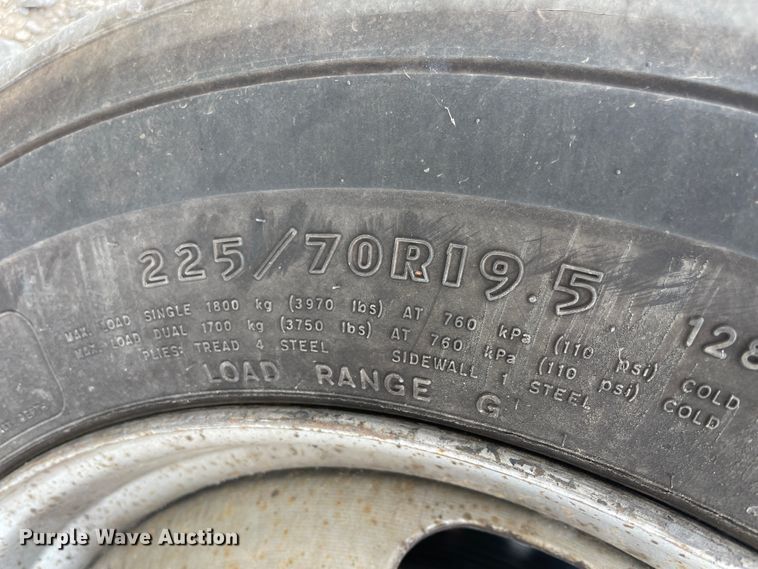 225/70R19.5
MAX. LOAD SINGLE 1800 kg (3970 lbs) AT 760 kPa (110 psi) COLD
MAX. LOAD DUAL 1700 kg (3750 lbs) AT 760 kPa (110 psi) COLD
PLIES: TREAD 4 STEEL SIDEWALL 1 STEEL
LOAD RANGE G
128
Purple Wave Auction